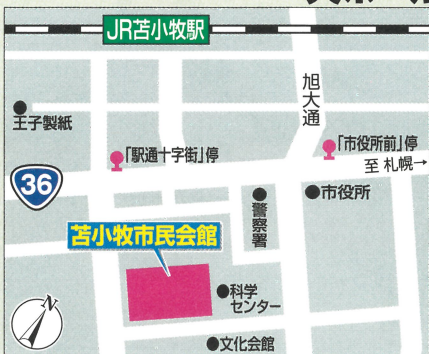 JR苫小牧駅
旭大通
王子製紙
「駅通十字街」停
「市役所前」停
至 札幌→
36
市役所
警察署
苫小牧市民会館
科学
センター
文化会館
N